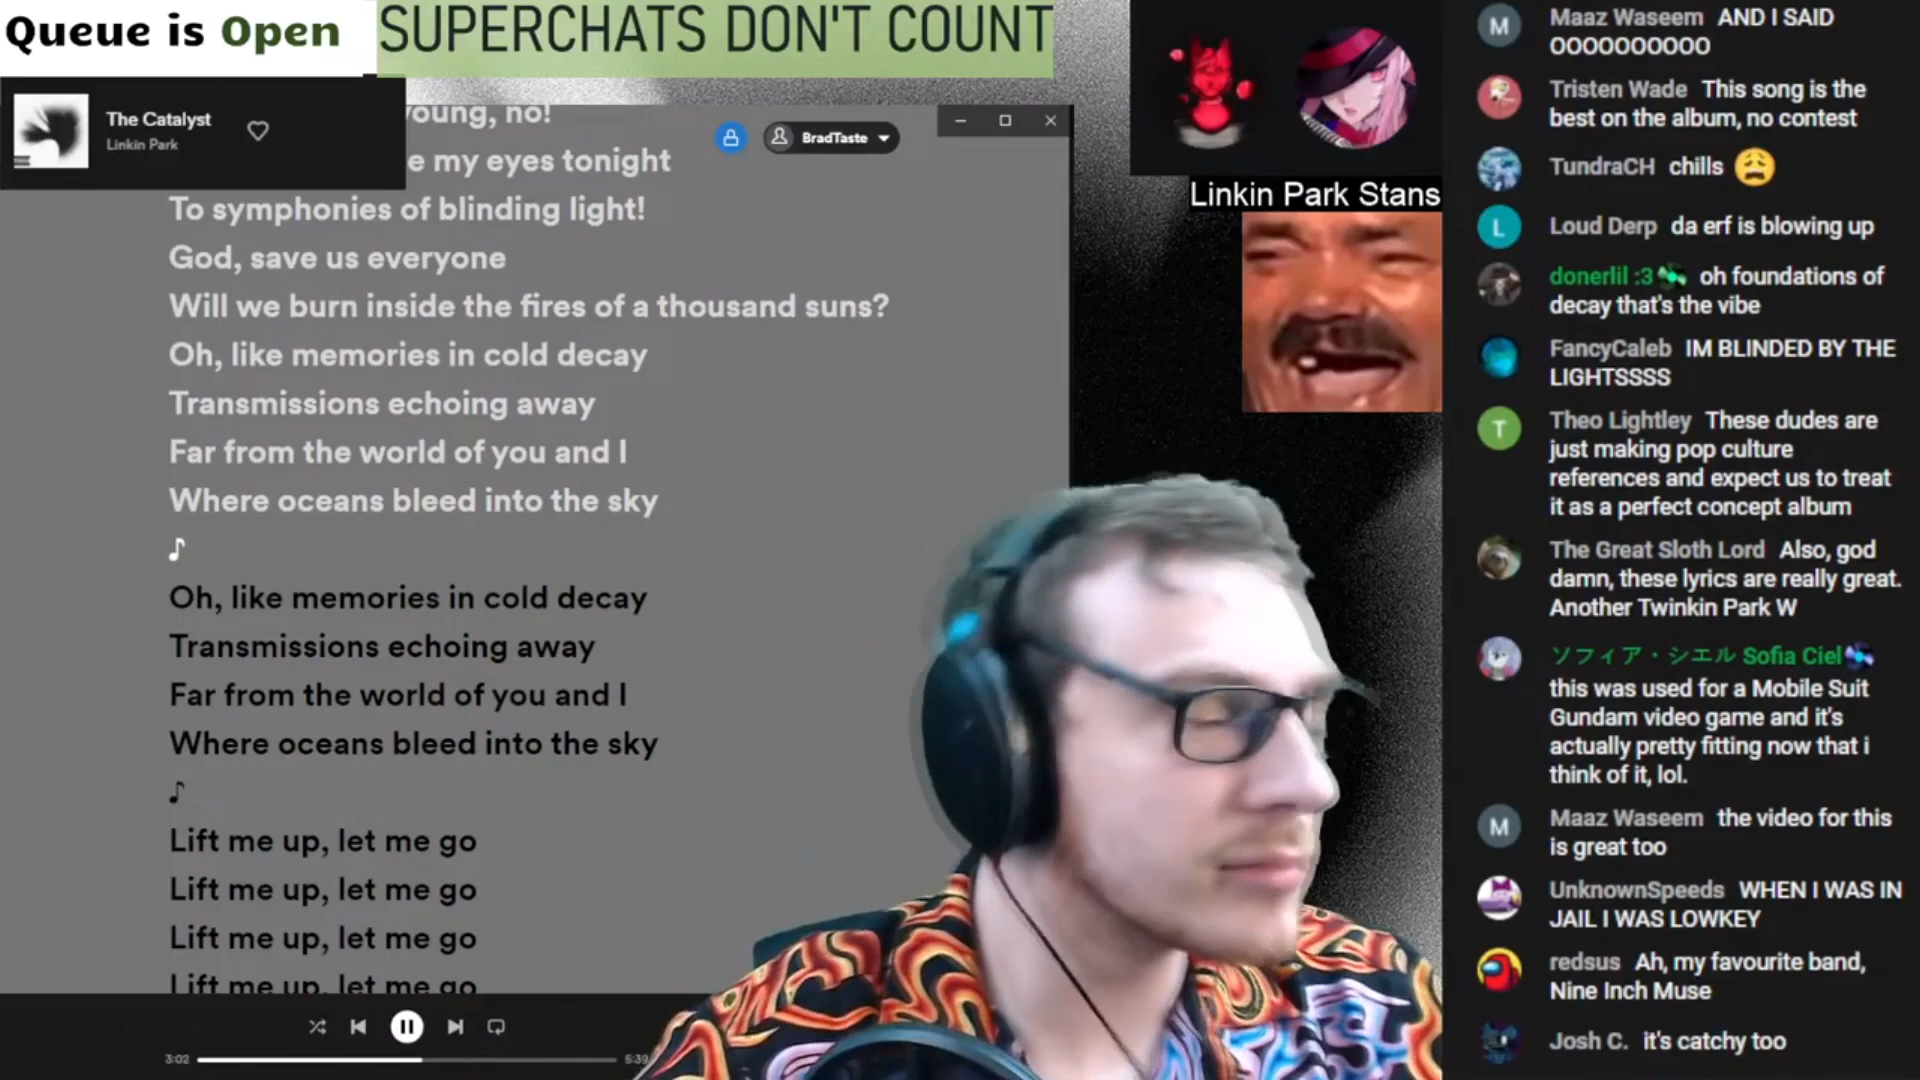 Queue is Open
SUPERCHATS DON'T COUNT
The Catalyst
Linkin Park
young, no!
BradTaste
e my eyes tonight
To symphonies of blinding light!
God, save us everyone
Will we burn inside the fires of a thousand suns?
Oh, like memories in cold decay
Transmissions echoing away
Far from the world of you and I
Where oceans bleed into the sky
♪
Oh, like memories in cold decay
Transmissions echoing away
Far from the world of you and I
Where oceans bleed into the sky
♪
Lift me up, let me go
Lift me up, let me go
Lift me up, let me go
Lift me up, let me go
3:02
5:39
Linkin Park Stans
M
Maaz Waseem AND I SAID
OOOOOOOOOOO
Tristen Wade This song is the
best on the album, no contest
TundraCH chills 😩
L
Loud Derp da erf is blowing up
donerlil :3 oh foundations of
decay that's the vibe
FancyCaleb IM BLINDED BY THE
LIGHTSSSS
T
Theo Lightley These dudes are
just making pop culture
references and expect us to treat
it as a perfect concept album
The Great Sloth Lord Also, god
damn, these lyrics are really great.
Another Twinkin Park W
ソフィア・シエル Sofia Ciel
this was used for a Mobile Suit
Gundam video game and it's
actually pretty fitting now that i
think of it, lol.
M
Maaz Waseem the video for this
is great too
UnknownSpeeds WHEN I WAS IN
JAIL I WAS LOWKEY
redsus Ah, my favourite band,
Nine Inch Muse
Josh C. it's catchy too